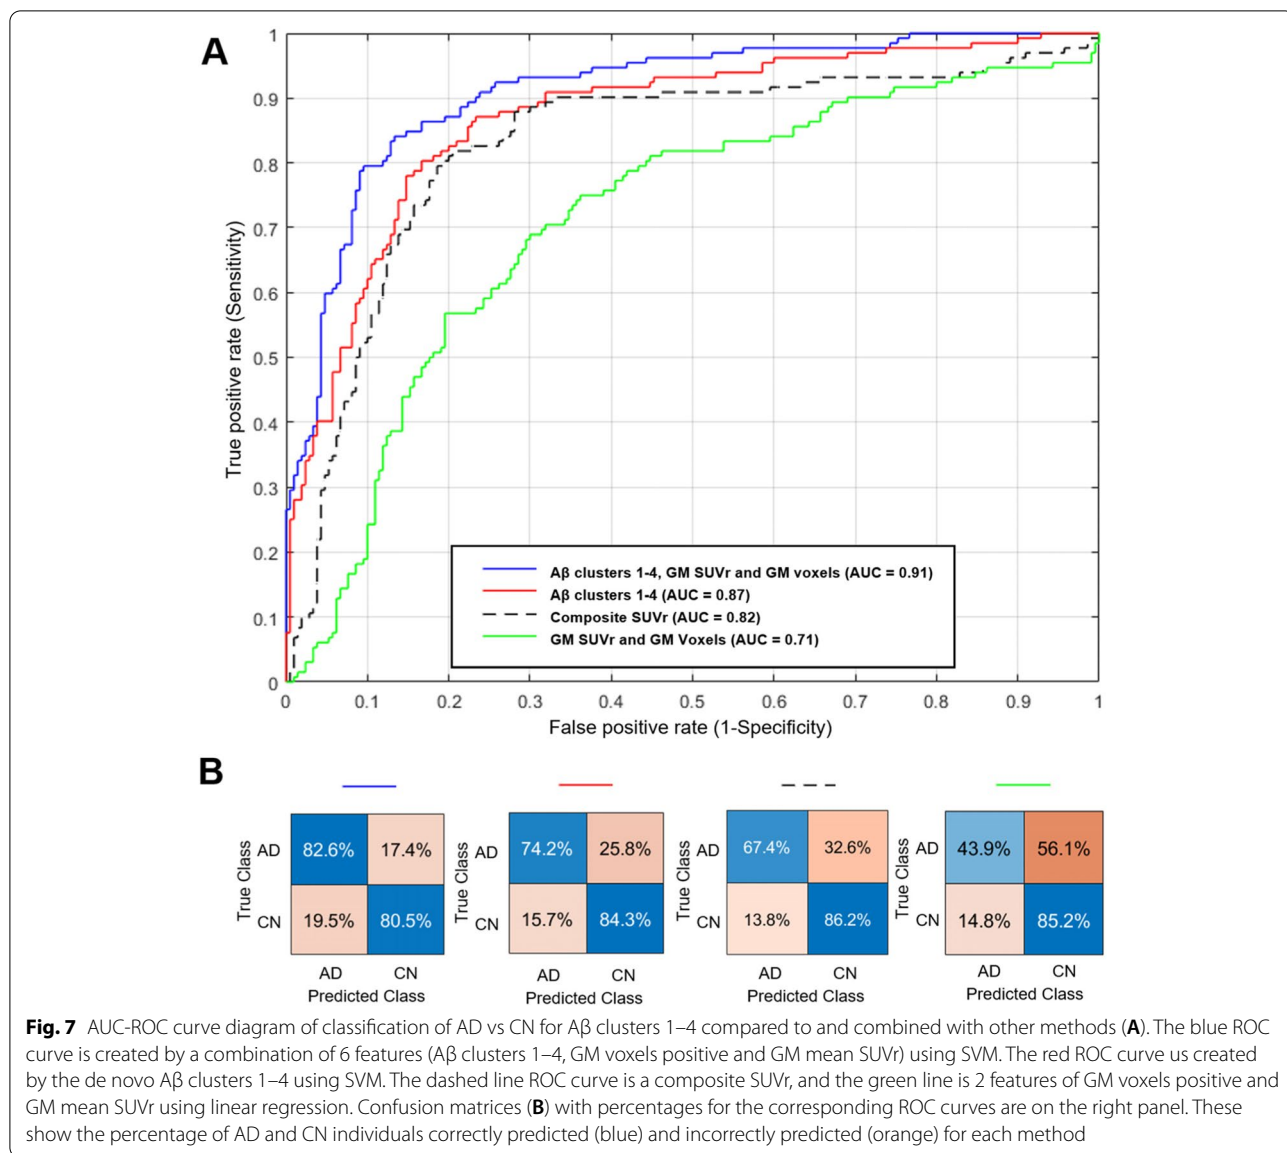 A
True positive rate (Sensitivity)
1
0.9
0.8
0.7
0.6
0.5
0.4
0.3
0.2
0.1
0
0 0.1 0.2 0.3 0.4 0.5 0.6 0.7 0.8 0.9 1
False positive rate (1-Specificity)
Aβ clusters 1-4, GM SUVr and GM voxels (AUC = 0.91)
Aβ clusters 1-4 (AUC = 0.87)
Composite SUVr (AUC = 0.82)
GM SUVr and GM Voxels (AUC = 0.71)
B
True Class
AD 82.6% 17.4%
CN 19.5% 80.5%
AD CN
Predicted Class
True Class
AD 74.2% 25.8%
CN 15.7% 84.3%
AD CN
Predicted Class
True Class
AD 67.4% 32.6%
CN 13.8% 86.2%
AD CN
Predicted Class
True Class
AD 43.9% 56.1%
CN 14.8% 85.2%
AD CN
Predicted Class
Fig. 7 AUC-ROC curve diagram of classification of AD vs CN for Aβ clusters 1–4 compared to and combined with other methods (A). The blue ROC
curve is created by a combination of 6 features (Aβ clusters 1–4, GM voxels positive and GM mean SUVr) using SVM. The red ROC curve us created
by the de novo Aβ clusters 1–4 using SVM. The dashed line ROC curve is a composite SUVr, and the green line is 2 features of GM voxels positive and
GM mean SUVr using linear regression. Confusion matrices (B) with percentages for the corresponding ROC curves are on the right panel. These
show the percentage of AD and CN individuals correctly predicted (blue) and incorrectly predicted (orange) for each method